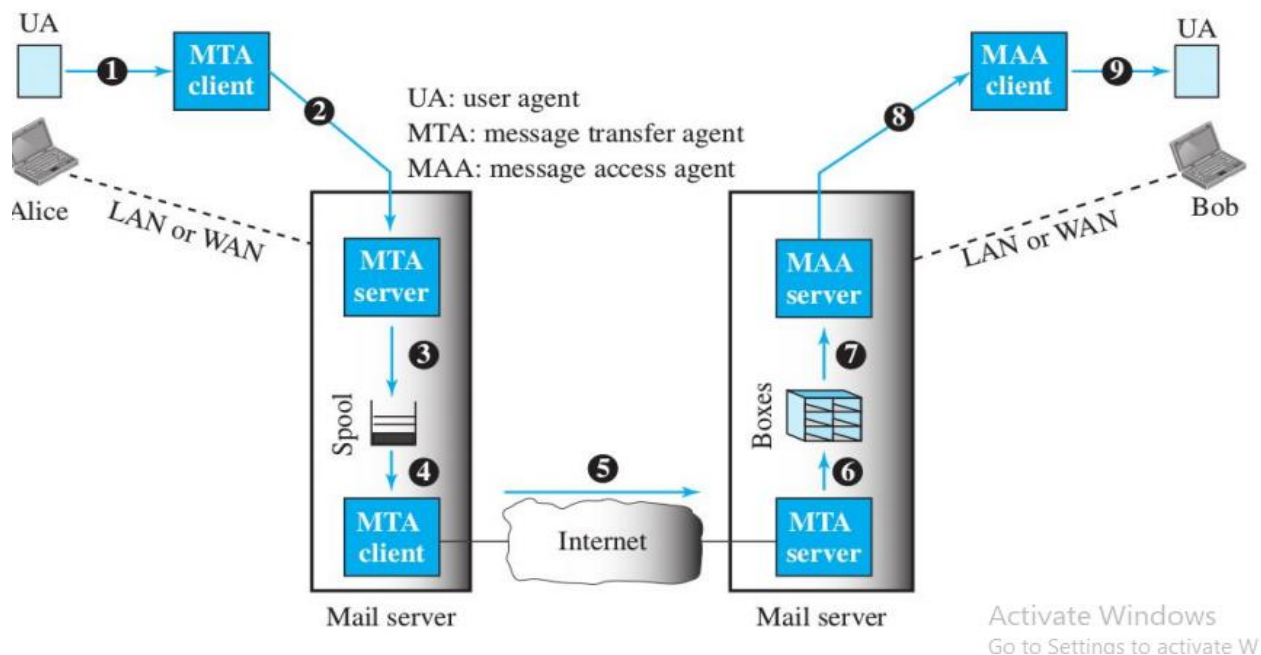 UA
1
MTA
client
2
UA: user agent
MTA: message transfer agent
MAA: message access agent
8
MAA
client
9
UA
Alice
LAN or WAN
LAN or WAN
Bob
MTA
server
3
Spool
4
MTA
client
5
Internet
MAA
server
7
Boxes
6
MTA
server
Mail server
Mail server
Activate Windows
Go to Settings to activate W